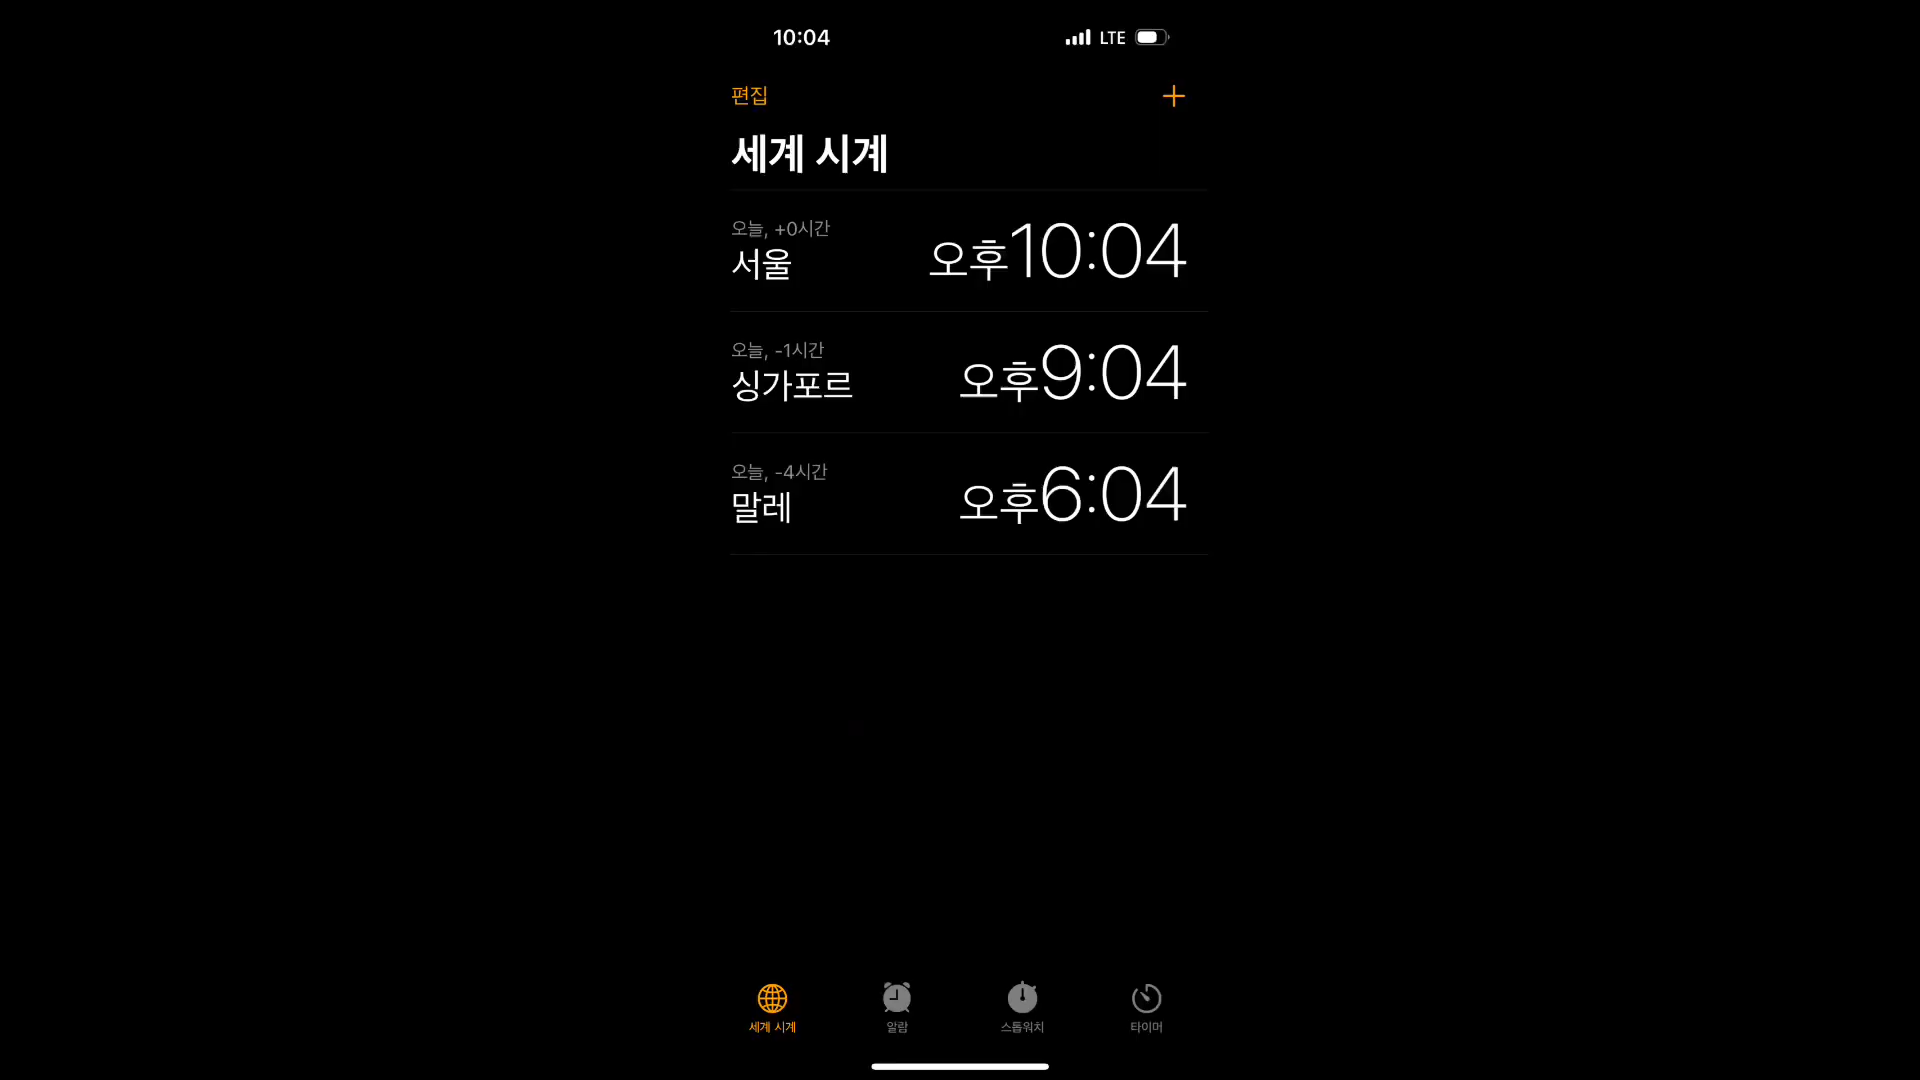 10:04 LTE
편집
세계 시계
오늘, +0시간
서울 오후10:04
오늘, -1시간
싱가포르 오후9:04
오늘, -4시간
말레 오후6:04
세계 시계 알람 스톱워치 타이머